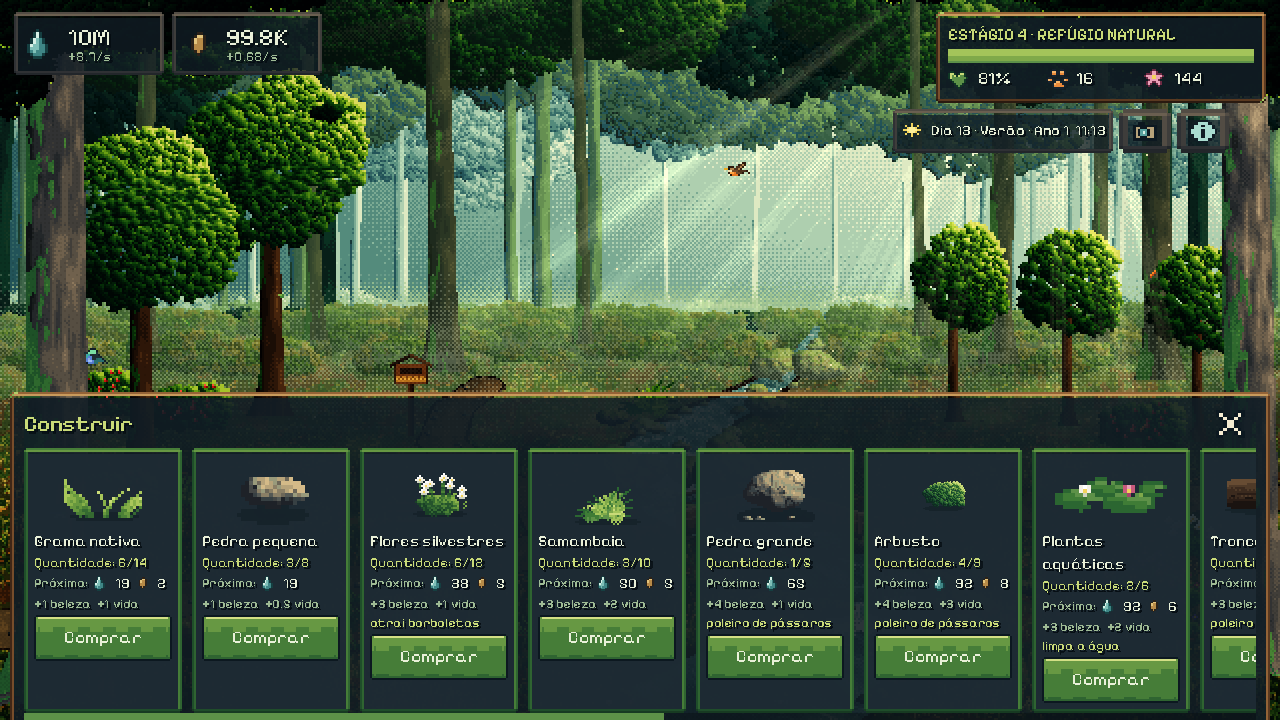 10M
+8.7/s
99.8K
+0.68/s
ESTÁGIO 4 · REFÚGIO NATURAL
81%
16
144
Dia 13 · Verão · Ano 1 11:13
Construir
Grama nativa
Quantidade: 6/14
Próxima: 19 2
+1 beleza +1 vida
Comprar
Pedra pequena
Quantidade: 3/8
Próxima: 19
+1 beleza +0.5 vida
Comprar
Flores silvestres
Quantidade: 6/12
Próxima: 38 5
+3 beleza +1 vida
atrai borboletas
Comprar
Samambaia
Quantidade: 3/10
Próxima: 30 5
+3 beleza +2 vida
Comprar
Pedra grande
Quantidade: 1/5
Próxima: 65
+4 beleza +1 vida
poleiro de pássaros
Comprar
Arbusto
Quantidade: 4/9
Próxima: 92 8
+4 beleza +3 vida
poleiro de pássaros
Comprar
Plantas
aquáticas
Quantidade: 2/6
Próxima: 92 6
+3 beleza +2 vida
limpa a água
Comprar